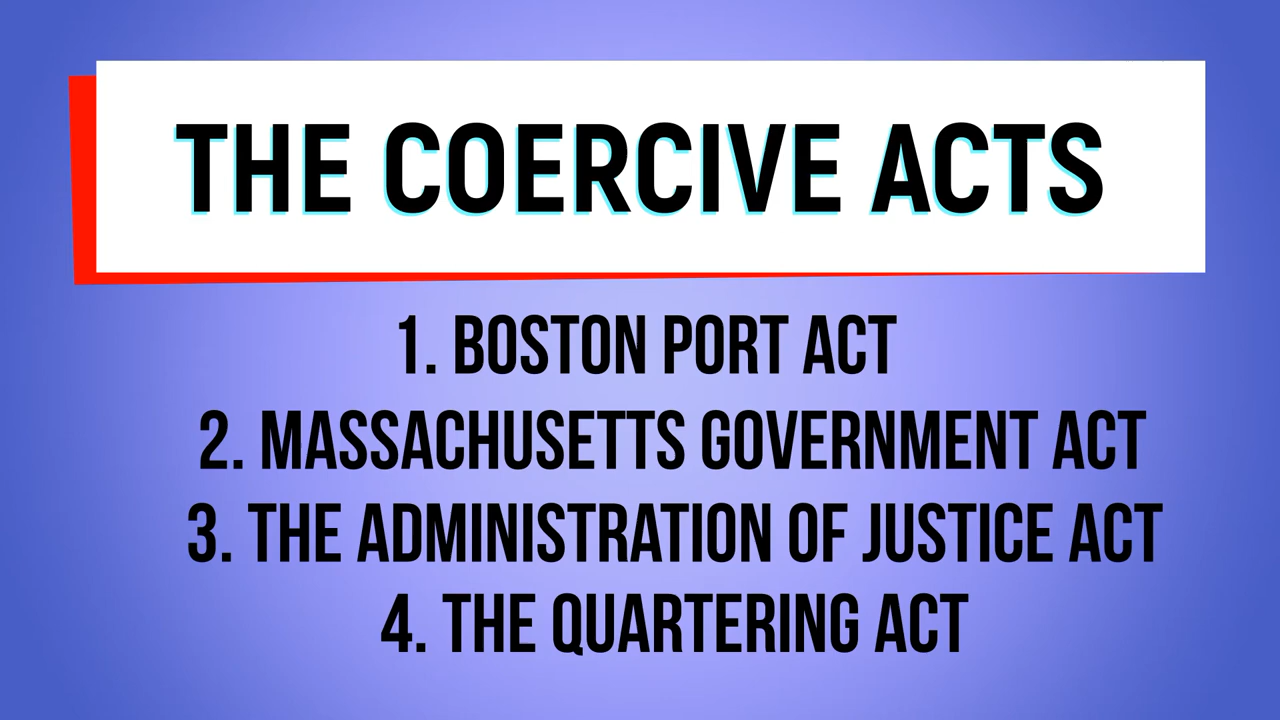 THE COERCIVE ACTS
1. BOSTON PORT ACT
2. MASSACHUSETTS GOVERNMENT ACT
3. THE ADMINISTRATION OF JUSTICE ACT
4. THE QUARTERING ACT